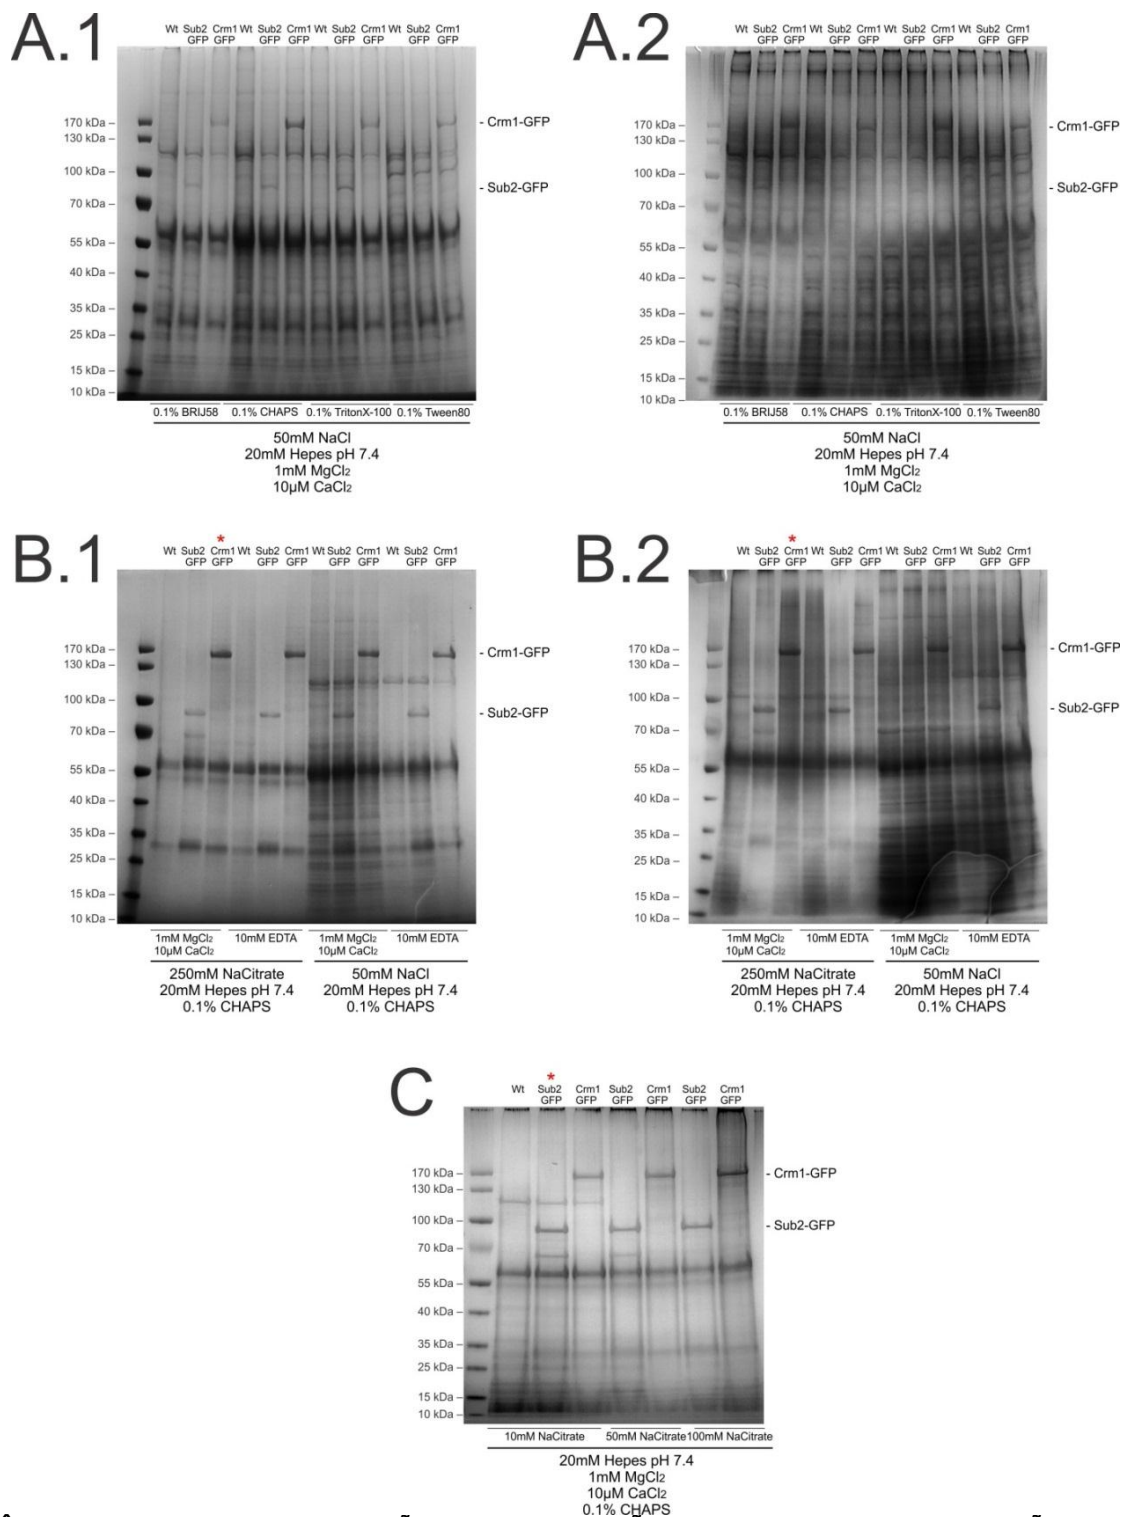 A.1
Wt Sub2 GFP Crm1 GFP Wt Sub2 GFP Crm1 GFP Wt Sub2 GFP Crm1 GFP Wt Sub2 GFP Crm1 GFP
170 kDa –
130 kDa –
100 kDa –
70 kDa –
55 kDa –
40 kDa –
35 kDa –
25 kDa –
15 kDa –
10 kDa –
- Crm1-GFP
- Sub2-GFP
0.1% BRIJ58 0.1% CHAPS 0.1% TritonX-100 0.1% Tween80
50mM NaCl
20mM Hepes pH 7.4
1mM MgCl₂
10µM CaCl₂
A.2
Wt Sub2 GFP Crm1 GFP Wt Sub2 GFP Crm1 GFP Wt Sub2 GFP Crm1 GFP Wt Sub2 GFP Crm1 GFP
170 kDa –
130 kDa –
100 kDa –
70 kDa –
55 kDa –
40 kDa –
35 kDa –
25 kDa –
15 kDa –
10 kDa –
- Crm1-GFP
- Sub2-GFP
0.1% BRIJ58 0.1% CHAPS 0.1% TritonX-100 0.1% Tween80
50mM NaCl
20mM Hepes pH 7.4
1mM MgCl₂
10µM CaCl₂
B.1
*
Wt Sub2 GFP Crm1 GFP Wt Sub2 GFP Crm1 GFP Wt Sub2 GFP Crm1 GFP Wt Sub2 GFP Crm1 GFP
170 kDa –
130 kDa –
100 kDa –
70 kDa –
55 kDa –
40 kDa –
35 kDa –
25 kDa –
15 kDa –
10 kDa –
- Crm1-GFP
- Sub2-GFP
1mM MgCl₂ 10mM EDTA 1mM MgCl₂ 10mM EDTA
10µM CaCl₂ 10µM CaCl₂
250mM NaCitrate 50mM NaCl
20mM Hepes pH 7.4 20mM Hepes pH 7.4
0.1% CHAPS 0.1% CHAPS
B.2
*
Wt Sub2 GFP Crm1 GFP Wt Sub2 GFP Crm1 GFP Wt Sub2 GFP Crm1 GFP Wt Sub2 GFP Crm1 GFP
170 kDa –
130 kDa –
100 kDa –
70 kDa –
55 kDa –
40 kDa –
35 kDa –
25 kDa –
15 kDa –
10 kDa –
- Crm1-GFP
- Sub2-GFP
1mM MgCl₂ 10mM EDTA 1mM MgCl₂ 10mM EDTA
10µM CaCl₂ 10µM CaCl₂
250mM NaCitrate 50mM NaCl
20mM Hepes pH 7.4 20mM Hepes pH 7.4
0.1% CHAPS 0.1% CHAPS
C
*
Wt Sub2 GFP Crm1 GFP Sub2 GFP Crm1 GFP Sub2 GFP Crm1 GFP
170 kDa –
130 kDa –
100 kDa –
70 kDa –
55 kDa –
40 kDa –
35 kDa –
25 kDa –
15 kDa –
10 kDa –
- Crm1-GFP
- Sub2-GFP
10mM NaCitrate 50mM NaCitrate 100mM NaCitrate
20mM Hepes pH 7.4
1mM MgCl₂
10µM CaCl₂
0.1% CHAPS